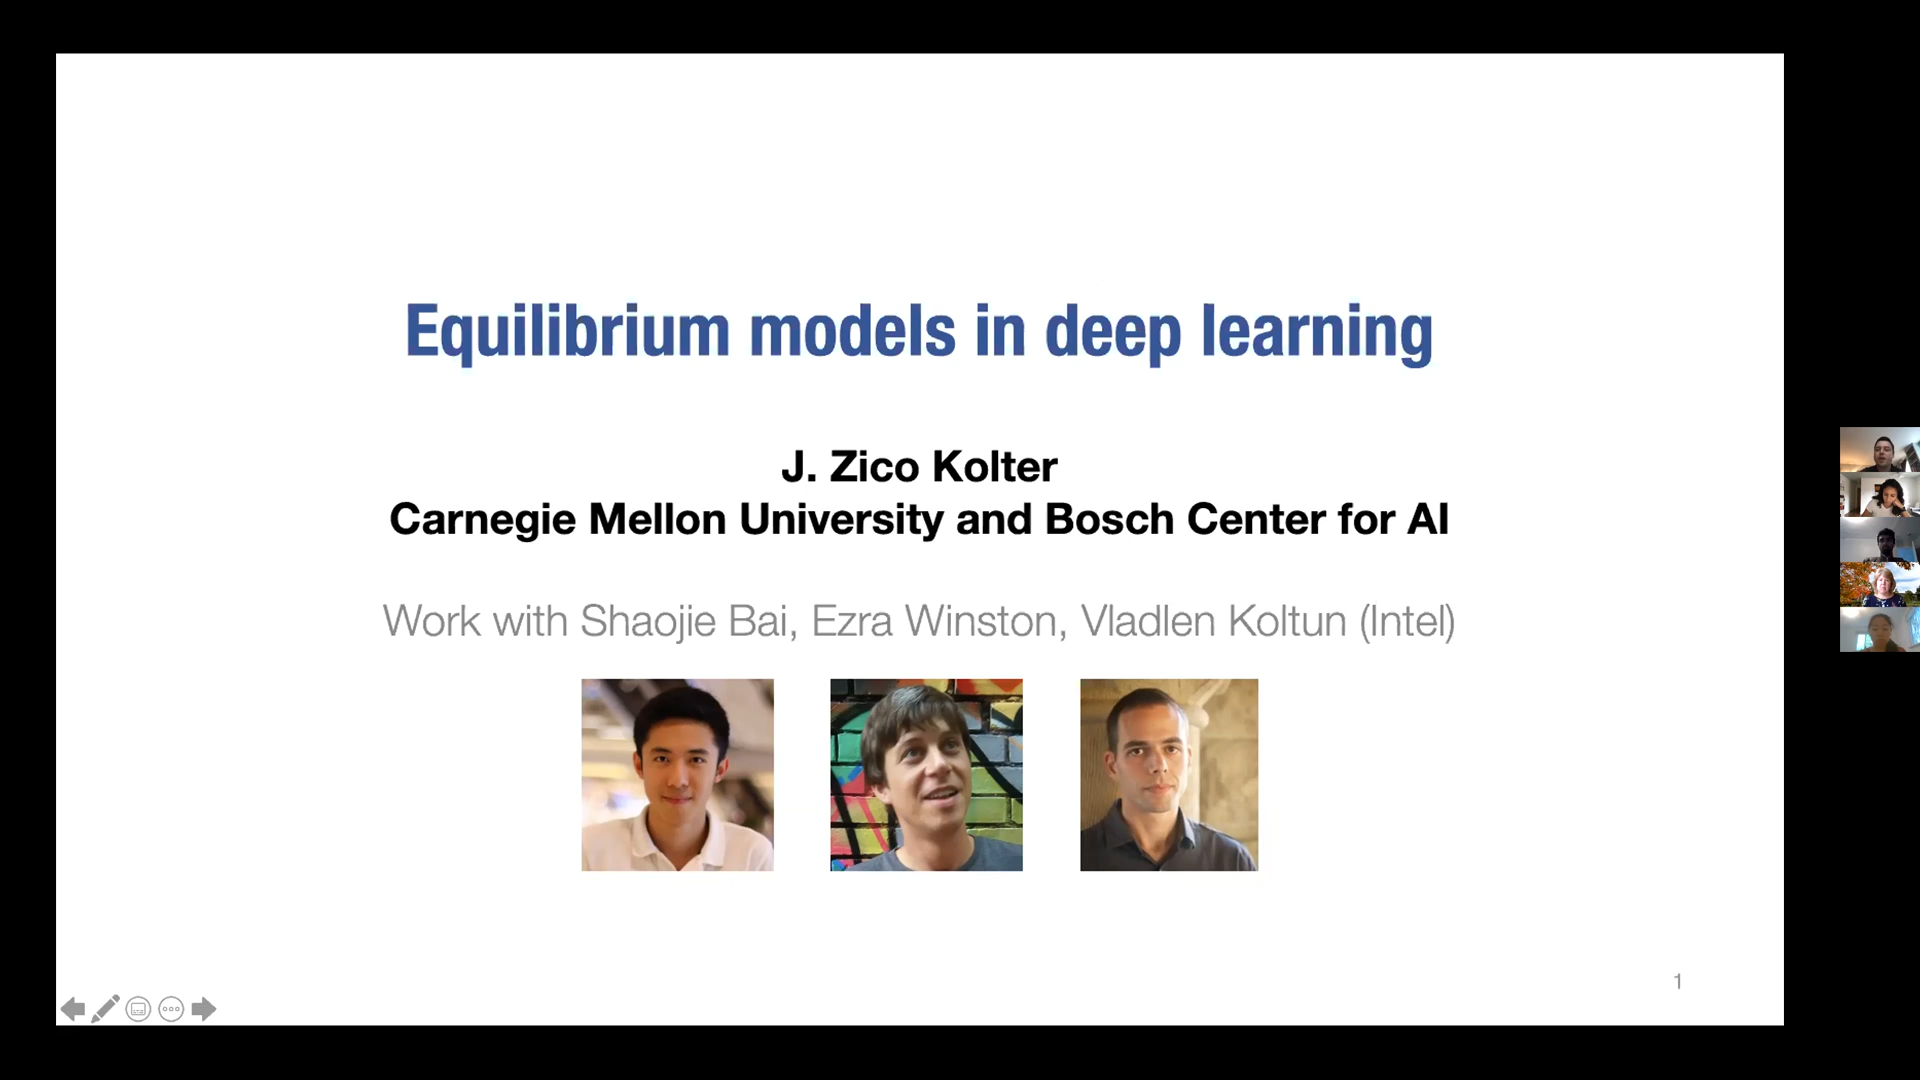 Equilibrium models in deep learning
J. Zico Kolter
Carnegie Mellon University and Bosch Center for AI
Work with Shaojie Bai, Ezra Winston, Vladlen Koltun (Intel)
1